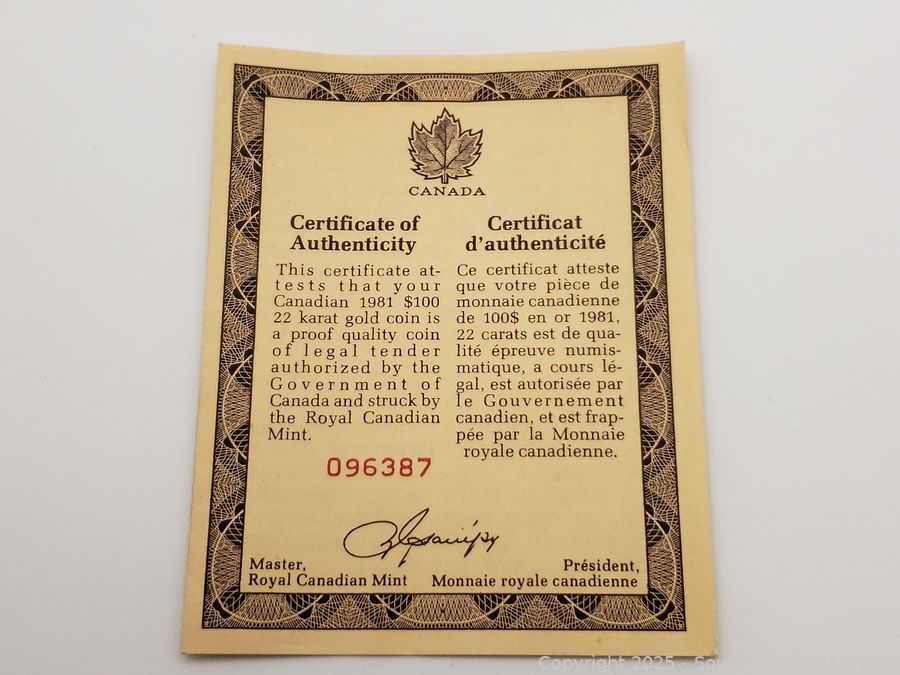 CANADA
Certificate of
Authenticity
This certificate at-
tests that your
Canadian 1981 $100
22 karat gold coin is
a proof quality coin
of legal tender
authorized by the
Government of
Canada and struck by
the Royal Canadian
Mint.
Certificat
d'authenticité
Ce certificat atteste
que votre pièce de
monnaie canadienne
de 100$ en or 1981,
22 carats est de qua-
lité épreuve numis-
matique, a cours lé-
gal, est autorisée par
le Gouvernement
canadien, et est frap-
pée par la Monnaie
royale canadienne.
096387
Master,
Royal Canadian Mint
Président,
Monnaie royale canadienne
Copyright 2025 -